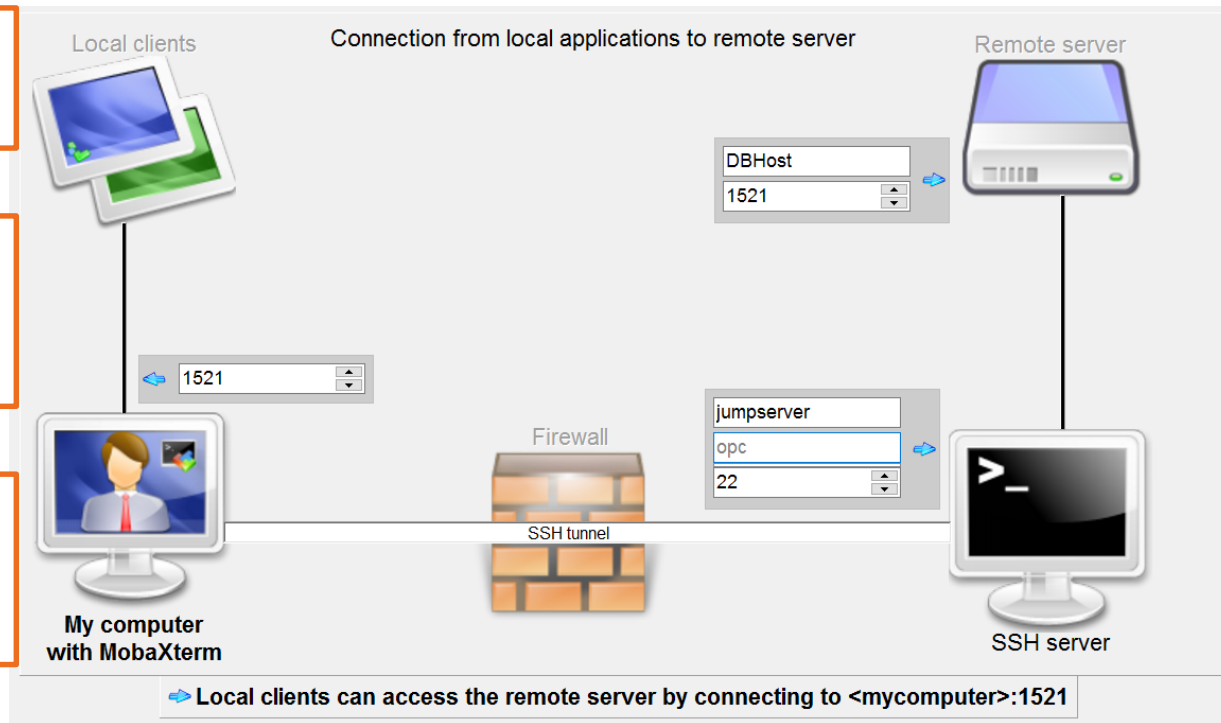 Local clients
Connection from local applications to remote server
Remote server
DBHost
1521
1521
jumpserver
opc
22
Firewall
SSH tunnel
>_
My computer
with MobaXterm
SSH server
Local clients can access the remote server by connecting to <mycomputer>:1521